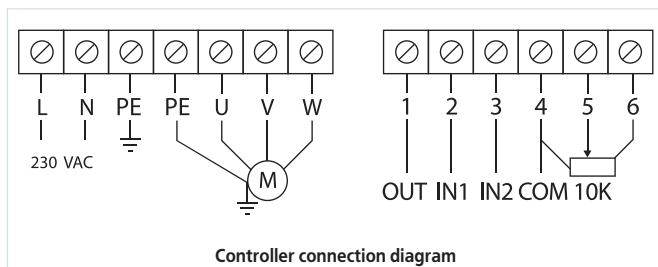 L N PE PE U V W 1 2 3 4 5 6
230 VAC
M
OUT IN1 IN2 COM 10K
Controller connection diagram